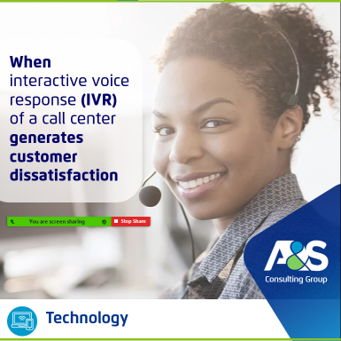 When
interactive voice
response (IVR)
of a call center
generates
customer
dissatisfaction
You are screen sharing
Stop Share
A&S
Consulting Group
Technology